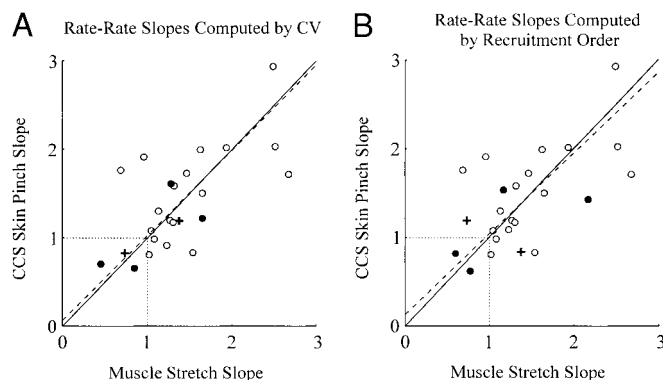 A
Rate-Rate Slopes Computed by CV
CCS Skin Pinch Slope
3
2
1
0
0 1 2 3
Muscle Stretch Slope
B
Rate-Rate Slopes Computed
by Recruitment Order
CCS Skin Pinch Slope
3
2
1
0
0 1 2 3
Muscle Stretch Slope